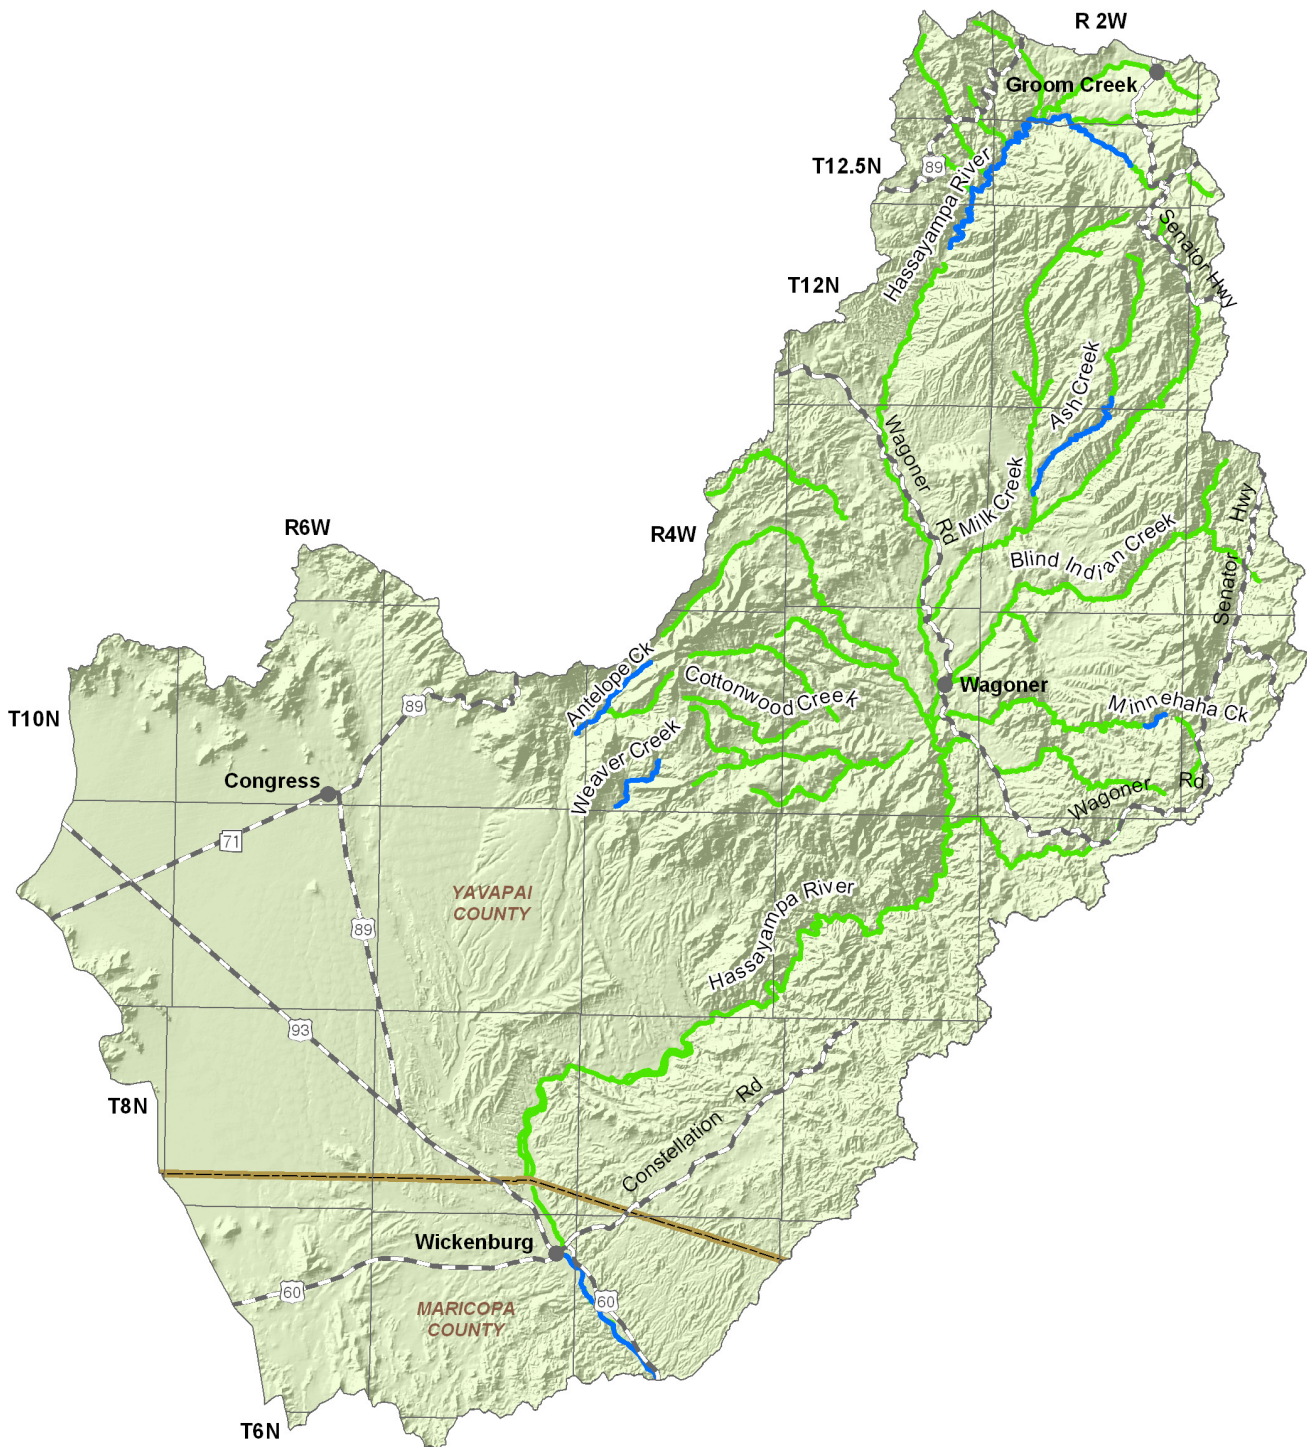 R 2W
Groom Creek
T12.5N
89
Hassayampa River
Senator Hwy
T12N
Ash Creek
Wagoner Rd
Milk Creek
Senator Hwy
R6W
R4W
Blind Indian Creek
Antelope Ck
Wagoner
Cottonwood Creek
Minnehaha Ck
T10N
89
Weaver Creek
Congress
Wagoner Rd
71
YAVAPAI
COUNTY
89
Hassayampa River
93
T8N
Constellation Rd
Wickenburg
60
60
MARICOPA
COUNTY
T6N